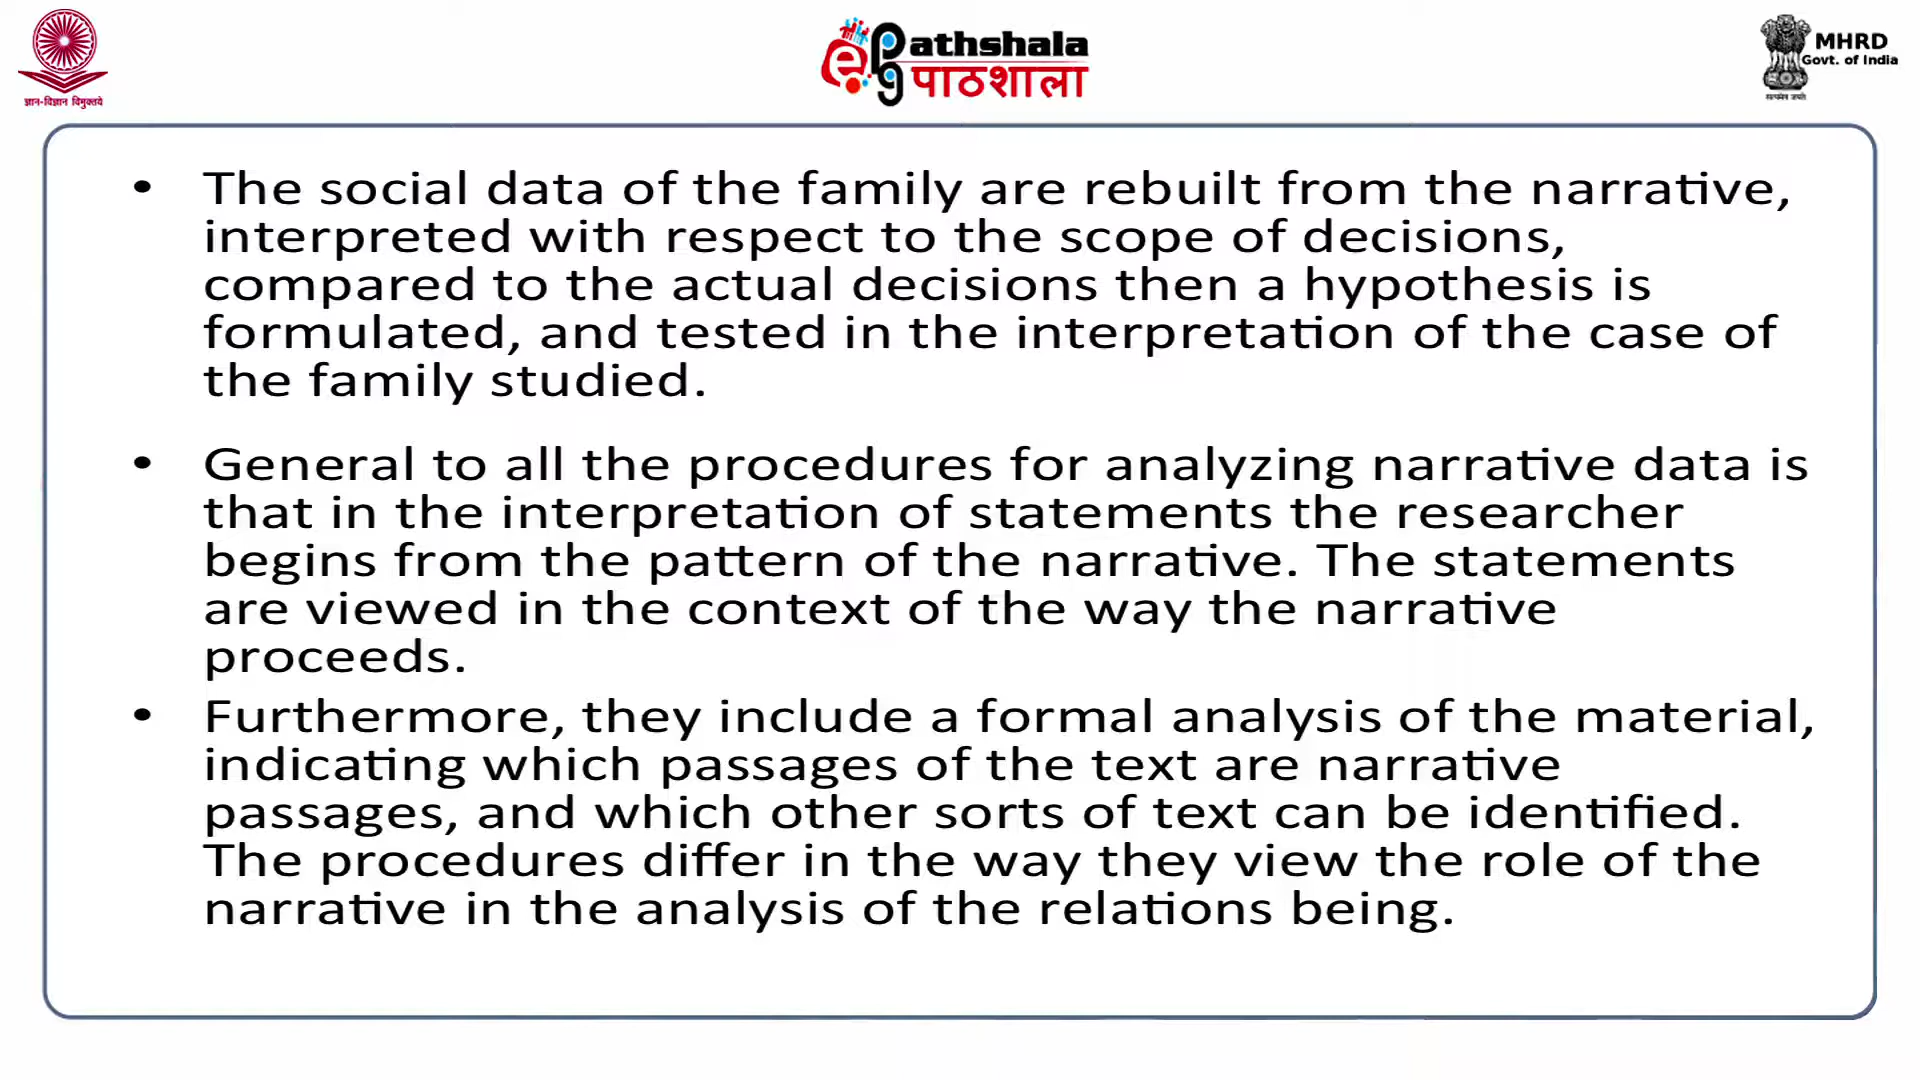 ज्ञान-विज्ञान विमुक्तये
e Pg Pathshala
पाठशाला
MHRD
Govt. of India
सत्यमेव जयते
• The social data of the family are rebuilt from the narrative,
interpreted with respect to the scope of decisions,
compared to the actual decisions then a hypothesis is
formulated, and tested in the interpretation of the case of
the family studied.
• General to all the procedures for analyzing narrative data is
that in the interpretation of statements the researcher
begins from the pattern of the narrative. The statements
are viewed in the context of the way the narrative
proceeds.
• Furthermore, they include a formal analysis of the material,
indicating which passages of the text are narrative
passages, and which other sorts of text can be identified.
The procedures differ in the way they view the role of the
narrative in the analysis of the relations being.